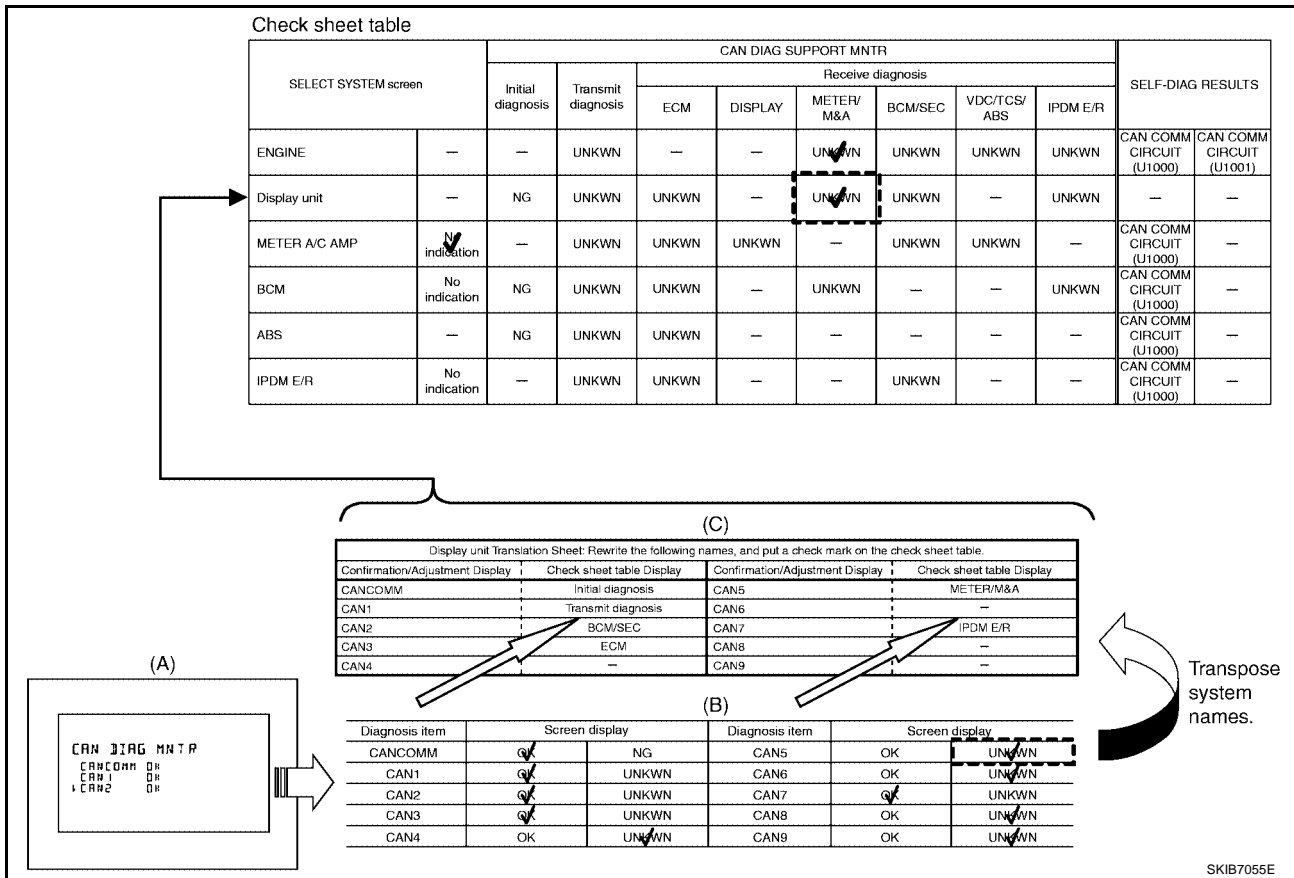 Check sheet table
SELECT SYSTEM screen
CAN DIAG SUPPORT MNTR
SELF-DIAG RESULTS
Initial diagnosis
Transmit diagnosis
Receive diagnosis
ECM DISPLAY METER/M&A BCM/SEC VDC/TCS/ABS IPDM E/R
ENGINE — — UNKWN — — UNKWN UNKWN UNKWN UNKWN CAN COMM CIRCUIT (U1000) CAN COMM CIRCUIT (U1001)
Display unit — NG UNKWN UNKWN — UNKWN UNKWN — UNKWN — —
METER A/C AMP No indication — UNKWN UNKWN UNKWN — UNKWN UNKWN — CAN COMM CIRCUIT (U1000) —
BCM No indication NG UNKWN UNKWN — UNKWN — — UNKWN CAN COMM CIRCUIT (U1000) —
ABS — NG UNKWN UNKWN — — — — — CAN COMM CIRCUIT (U1000) —
IPDM E/R No indication — UNKWN UNKWN — — UNKWN — — CAN COMM CIRCUIT (U1000) —
(C)
Display unit Translation Sheet: Rewrite the following names, and put a check mark on the check sheet table.
Confirmation/Adjustment Display Check sheet table Display Confirmation/Adjustment Display Check sheet table Display
CANCOMM Initial diagnosis CAN5 METER/M&A
CAN1 Transmit diagnosis CAN6 —
CAN2 BCM/SEC CAN7 IPDM E/R
CAN3 ECM CAN8 —
CAN4 — CAN9 —
Transpose
system
names.
(A)
CAN DIAG MNTR
CANCOMM OK
CAN1 OK
CAN2 OK
(B)
Diagnosis item Screen display Diagnosis item Screen display
CANCOMM OK NG CAN5 OK UNKWN
CAN1 OK UNKWN CAN6 OK UNKWN
CAN2 OK UNKWN CAN7 OK UNKWN
CAN3 OK UNKWN CAN8 OK UNKWN
CAN4 OK UNKWN CAN9 OK UNKWN
SKIB7055E